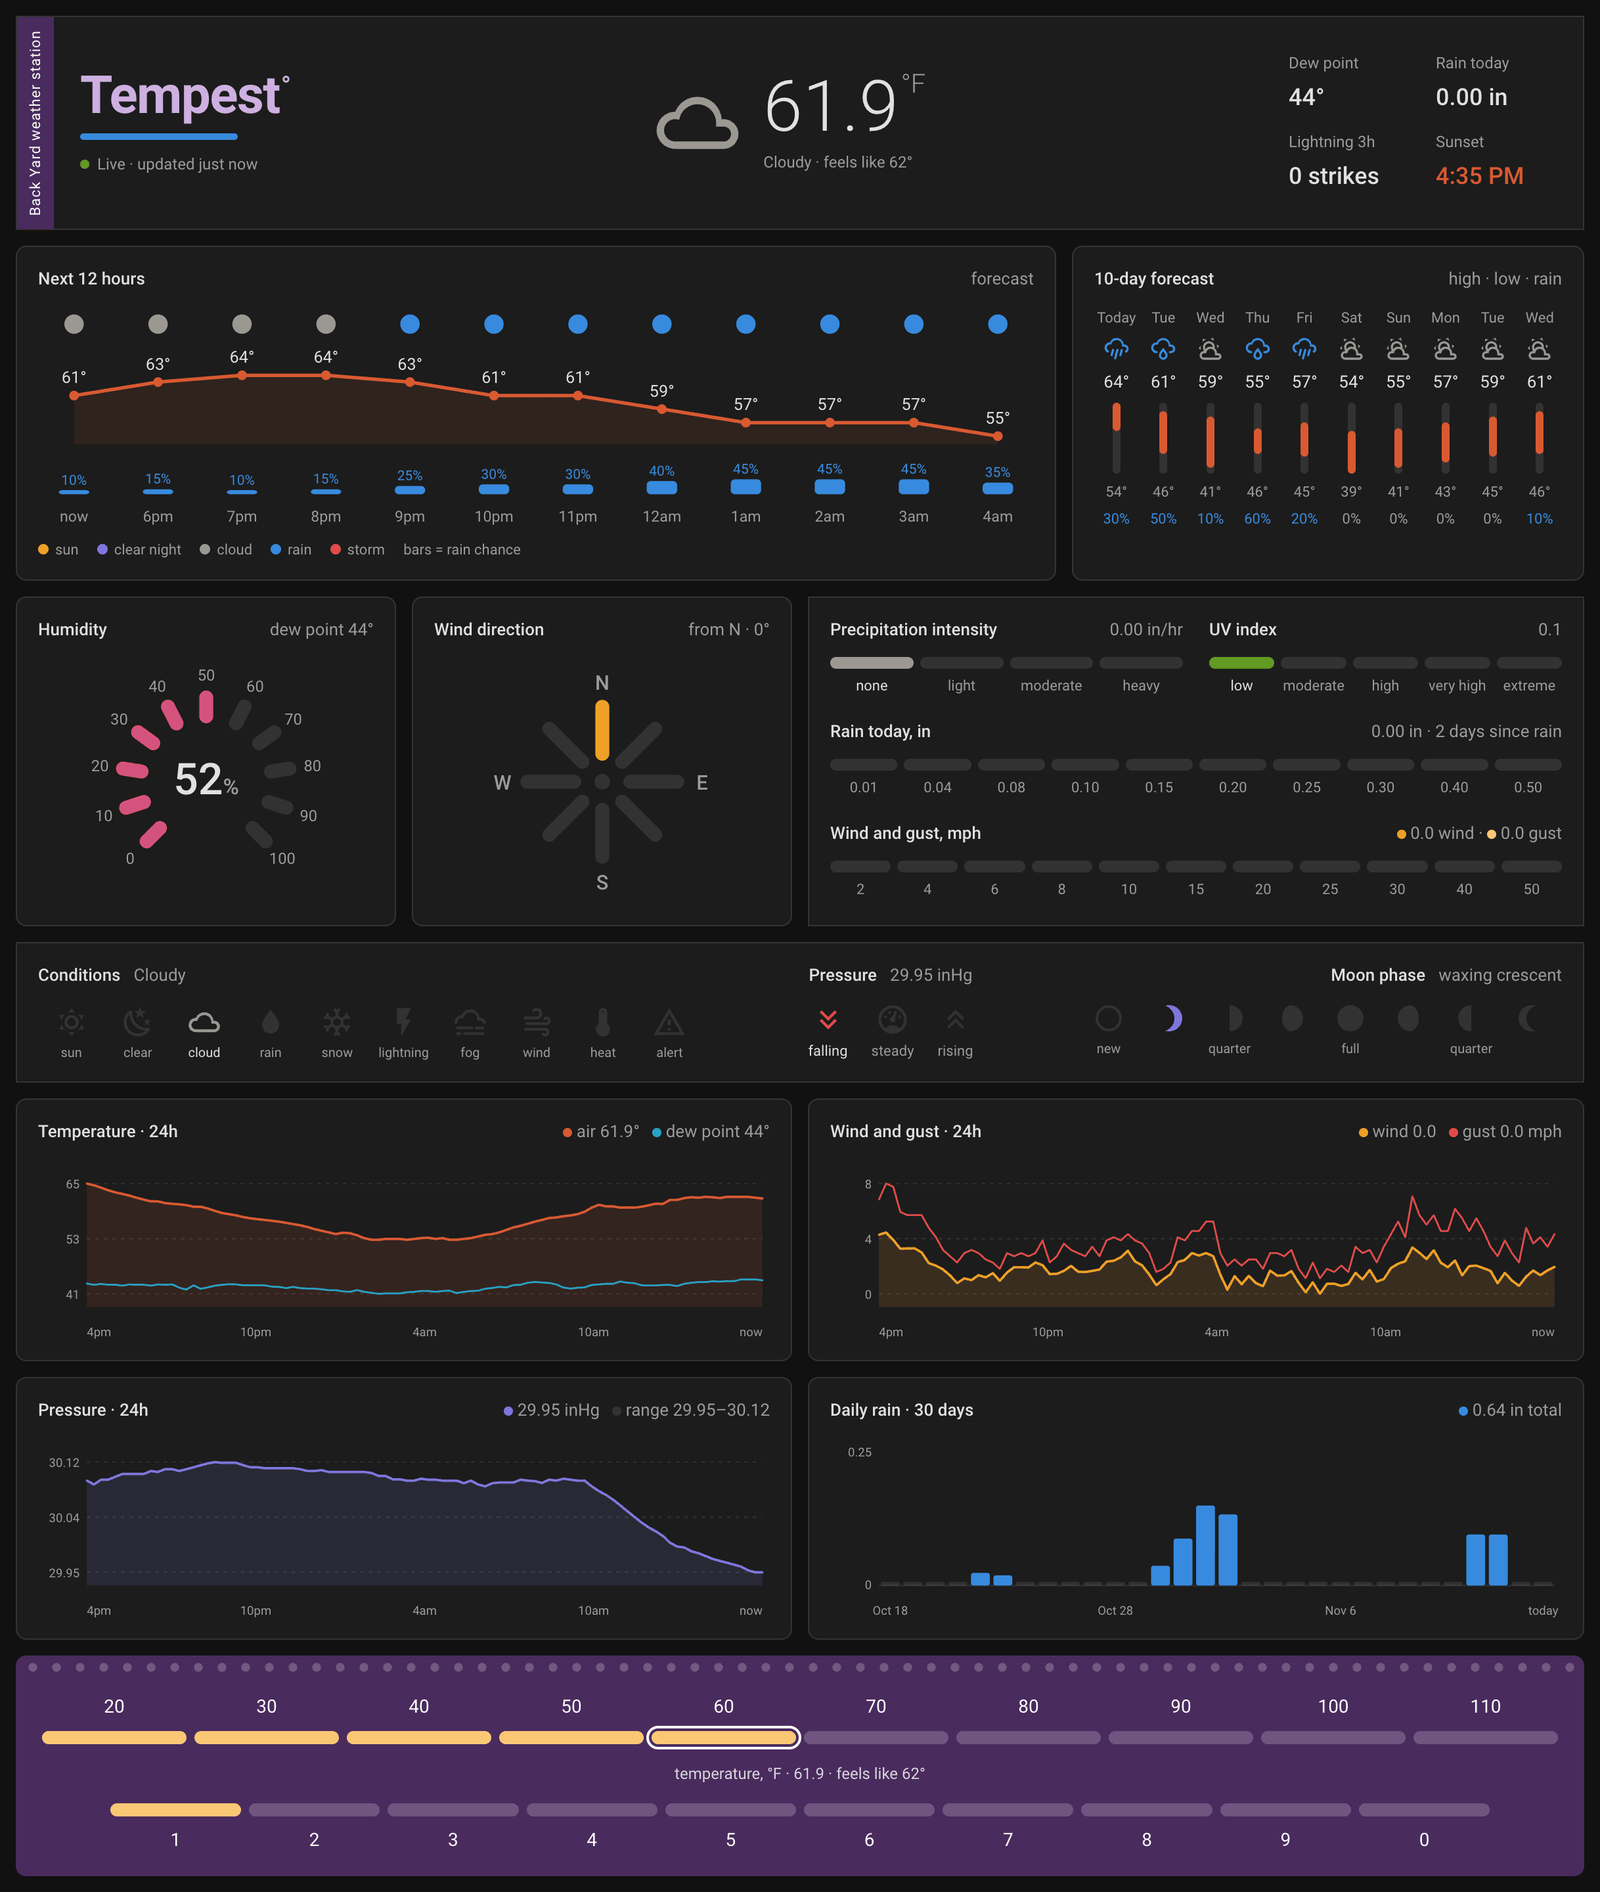 Back Yard weather station
Tempest°
Live · updated just now
61.9 °F
Cloudy · feels like 62°
Dew point Rain today
44° 0.00 in
Lightning 3h Sunset
0 strikes 4:35 PM
Next 12 hours forecast
61° 63° 64° 64° 63° 61° 61° 59° 57° 57° 57° 55°
10% 15% 10% 15% 25% 30% 30% 40% 45% 45% 45% 35%
now 6pm 7pm 8pm 9pm 10pm 11pm 12am 1am 2am 3am 4am
sun clear night cloud rain storm bars = rain chance
10-day forecast high · low · rain
Today Tue Wed Thu Fri Sat Sun Mon Tue Wed
64° 61° 59° 55° 57° 54° 55° 57° 59° 61°
54° 46° 41° 46° 45° 39° 41° 43° 45° 46°
30% 50% 10% 60% 20% 0% 0% 0% 0% 10%
Humidity dew point 44°
0 10 20 30 40 50 60 70 80 90 100
52%
Wind direction from N · 0°
N
W E
S
Precipitation intensity 0.00 in/hr
none light moderate heavy
UV index 0.1
low moderate high very high extreme
Rain today, in 0.00 in · 2 days since rain
0.01 0.04 0.08 0.10 0.15 0.20 0.25 0.30 0.40 0.50
Wind and gust, mph 0.0 wind · 0.0 gust
2 4 6 8 10 15 20 25 30 40 50
Conditions Cloudy
sun clear cloud rain snow lightning fog wind heat alert
Pressure 29.95 inHg
falling steady rising
Moon phase waxing crescent
new quarter full quarter
Temperature · 24h air 61.9° dew point 44°
65
53
41
4pm 10pm 4am 10am now
Wind and gust · 24h wind 0.0 gust 0.0 mph
8
4
0
4pm 10pm 4am 10am now
Pressure · 24h 29.95 inHg range 29.95–30.12
30.12
30.04
29.95
4pm 10pm 4am 10am now
Daily rain · 30 days 0.64 in total
0.25
0
Oct 18 Oct 28 Nov 6 today
20 30 40 50 60 70 80 90 100 110
temperature, °F · 61.9 · feels like 62°
1 2 3 4 5 6 7 8 9 0